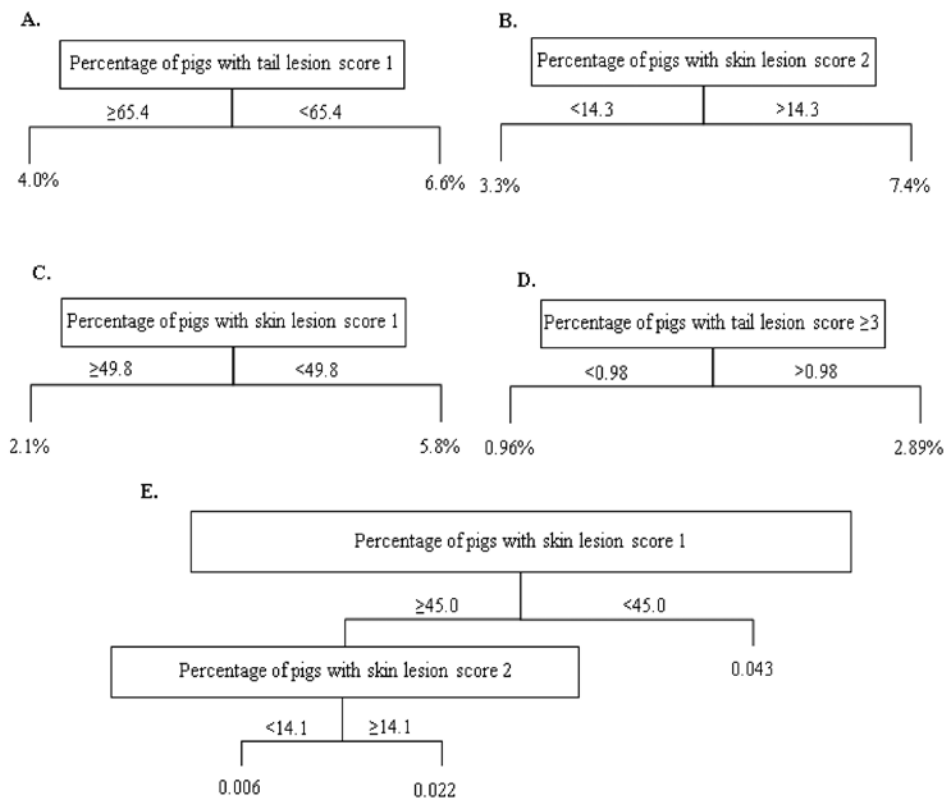 A.
Percentage of pigs with tail lesion score 1
≥65.4 <65.4
4.0% 6.6%
B.
Percentage of pigs with skin lesion score 2
<14.3 >14.3
3.3% 7.4%
C.
Percentage of pigs with skin lesion score 1
≥49.8 <49.8
2.1% 5.8%
D.
Percentage of pigs with tail lesion score ≥3
<0.98 >0.98
0.96% 2.89%
E.
Percentage of pigs with skin lesion score 1
≥45.0 <45.0
Percentage of pigs with skin lesion score 2
0.043
<14.1 ≥14.1
0.006 0.022